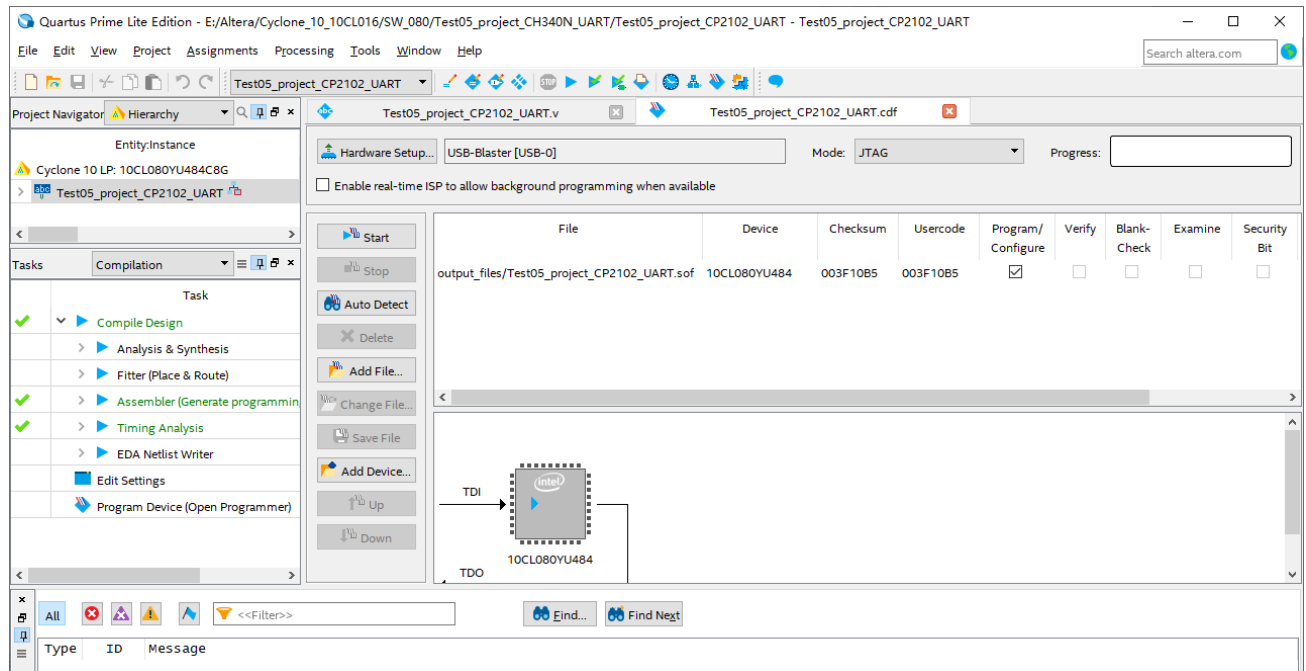 Quartus Prime Lite Edition - E:/Altera/Cyclone_10_10CL016/SW_080/Test05_project_CH340N_UART/Test05_project_CP2102_UART - Test05_project_CP2102_UART
File Edit View Project Assignments Processing Tools Window Help
Search altera.com
Test05_project_CP2102_UART
STOP
Project Navigator Hierarchy
abc Test05_project_CP2102_UART.v
Test05_project_CP2102_UART.cdf
Entity:Instance
Cyclone 10 LP: 10CL080YU484C8G
abc Test05_project_CP2102_UART
Hardware Setup... USB-Blaster [USB-0] Mode: JTAG Progress:
Enable real-time ISP to allow background programming when available
Tasks Compilation
Task
Compile Design
Analysis & Synthesis
Fitter (Place & Route)
Assembler (Generate programmin
Timing Analysis
EDA Netlist Writer
Edit Settings
Program Device (Open Programmer)
Start
Stop
Auto Detect
Delete
Add File...
Change File...
Save File
Add Device...
Up
Down
File Device Checksum Usercode Program/ Verify Blank- Examine Security
Configure Check Bit
output_files/Test05_project_CP2102_UART.sof 10CL080YU484 003F10B5 003F10B5
TDI
intel
10CL080YU484
TDO
All <<Filter>> Find... Find Next
Type ID Message